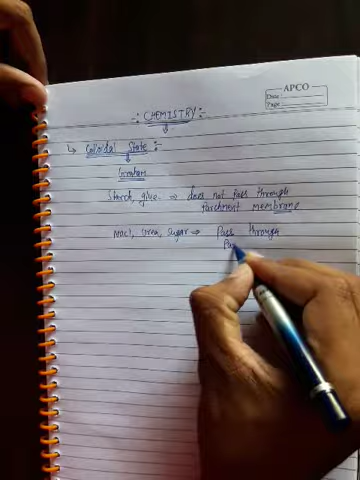 APCO
Date:
Page:
-: CHEMISTRY :-
↳ Colloidal State :-
Graham
Starch, glue ⇒ does not Pass through
Parchment membrane
Nacl, Urea, sugar ⇒ Pass through
Pa